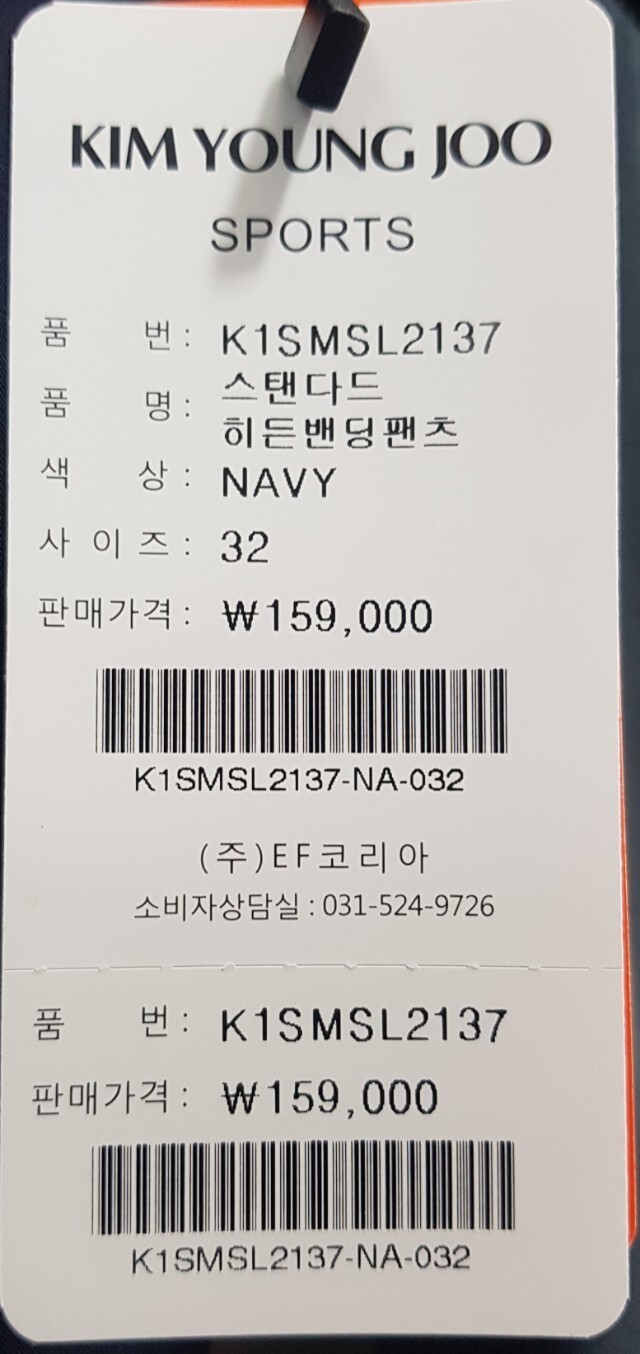 KIM YOUNG JOO
SPORTS
품 번 : K1SMSL2137
품 명 : 스탠다드
히든밴딩팬츠
색 상 : NAVY
사 이 즈 : 32
판매가격 : ₩159,000
K1SMSL2137-NA-032
(주)EF코리아
소비자상담실 : 031-524-9726
품 번 : K1SMSL2137
판매가격 : ₩159,000
K1SMSL2137-NA-032